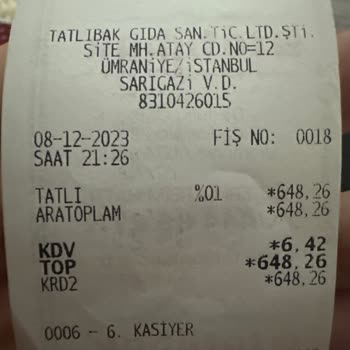 TATLIBAK GIDA SAN.TİC.LTD.ŞTİ.
SİTE MH.ATAY CD.NO=12
ÜMRANİYE/İSTANBUL
SARIGAZİ V.D.
8310426015
08-12-2023 FİŞ NO: 0018
SAAT 21:26
TATLI %01 *648,26
ARATOPLAM *648,26
KDV *6,42
TOP *648,26
KRD2 *648,26
0006 - 6. KASİYER